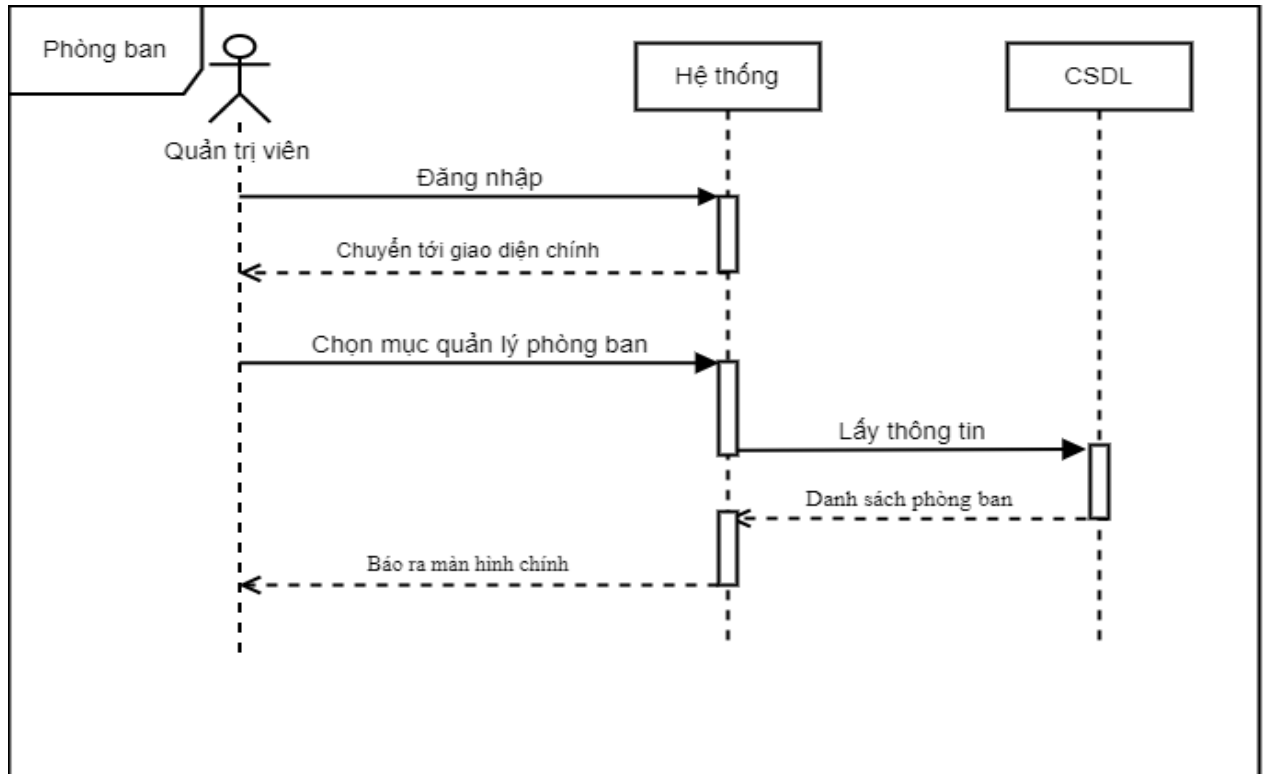 Phòng ban
Hệ thống
CSDL
Quản trị viên
Đăng nhập
Chuyển tới giao diện chính
Chọn mục quản lý phòng ban
Lấy thông tin
Danh sách phòng ban
Báo ra màn hình chính